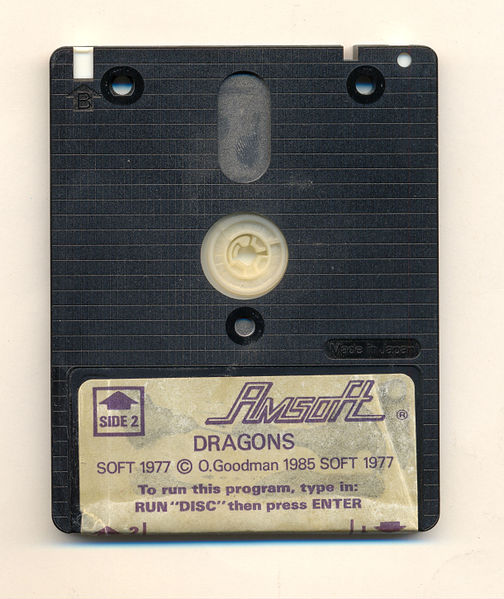 B
Made in Japan
SIDE 2
AMSOFT ®
DRAGONS
SOFT 1977 © O.Goodman 1985 SOFT 1977
To run this program, type in:
RUN "DISC" then press ENTER